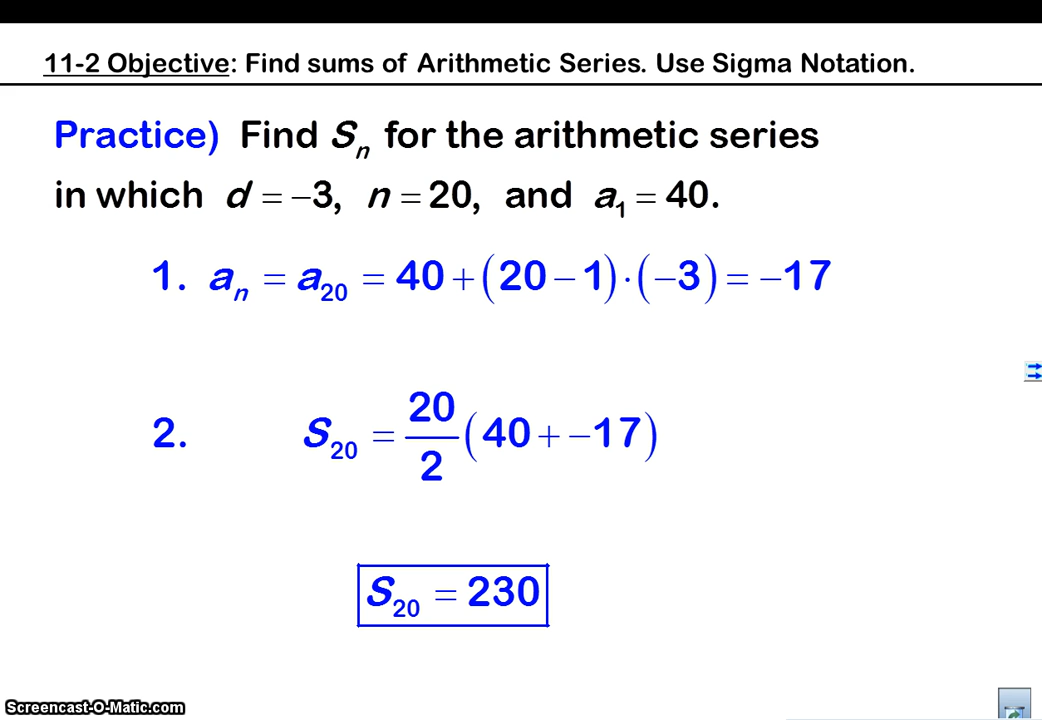 11-2 Objective: Find sums of Arithmetic Series. Use Sigma Notation.
Practice) Find Sₙ for the arithmetic series
in which d = −3, n = 20, and a₁ = 40.
1. aₙ = a₂₀ = 40 + (20 − 1) · (−3) = −17
2. S₂₀ = 20/2 (40 + −17)
S₂₀ = 230
Screencast-O-Matic.com